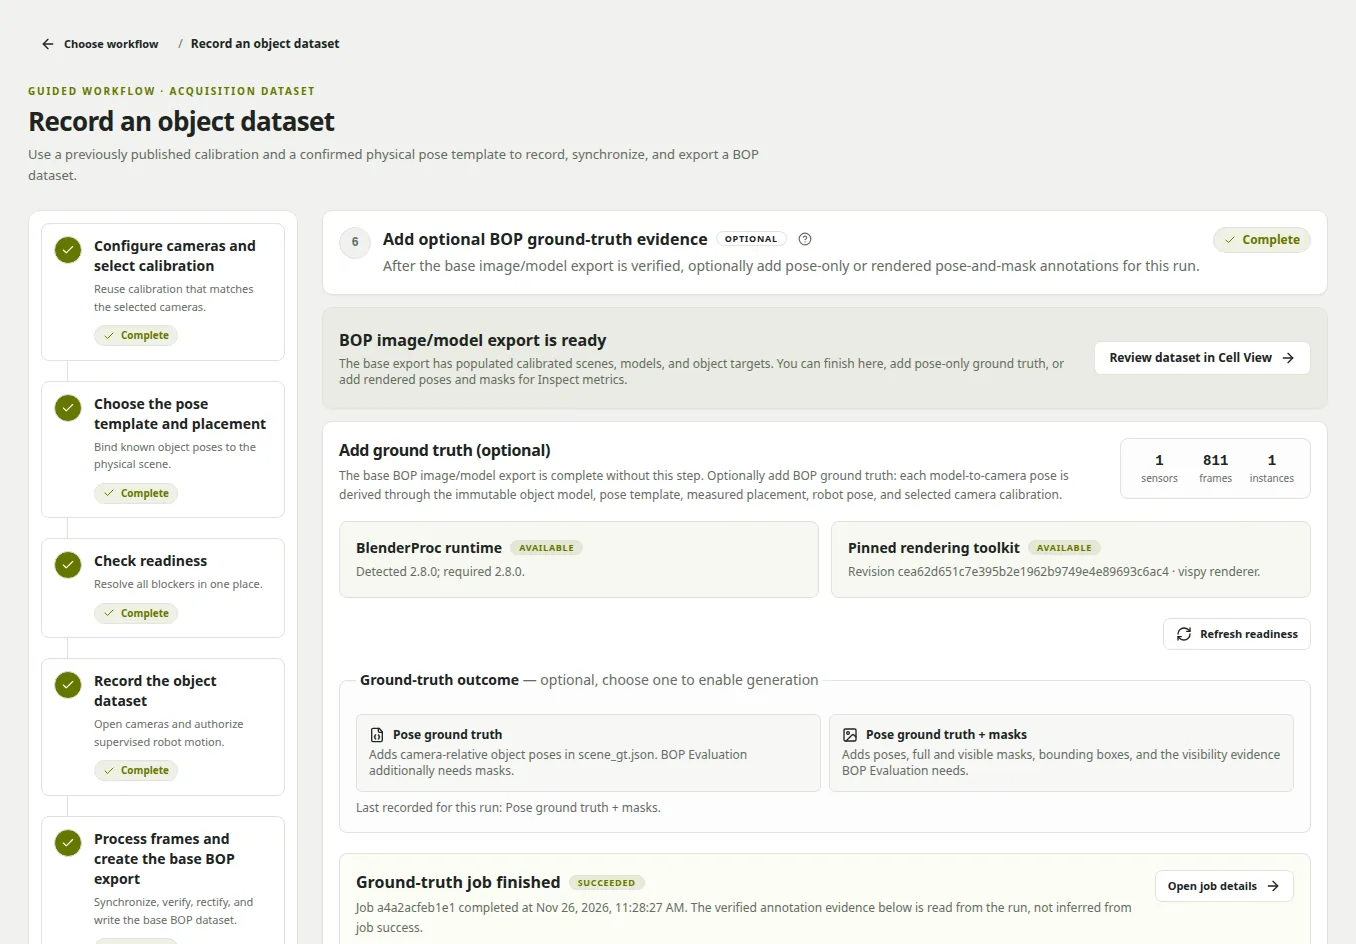 Choose workflow / Record an object dataset
GUIDED WORKFLOW · ACQUISITION DATASET
Record an object dataset
Use a previously published calibration and a confirmed physical pose template to record, synchronize, and export a BOP
dataset.
Configure cameras and
select calibration
Reuse calibration that matches
the selected cameras.
Complete
Choose the pose
template and placement
Bind known object poses to the
physical scene.
Complete
Check readiness
Resolve all blockers in one place.
Complete
Record the object
dataset
Open cameras and authorize
supervised robot motion.
Complete
Process frames and
create the base BOP
export
Synchronize, verify, rectify, and
write the base BOP dataset.
6 Add optional BOP ground-truth evidence OPTIONAL ? Complete
After the base image/model export is verified, optionally add pose-only or rendered pose-and-mask annotations for this run.
BOP image/model export is ready
The base export has populated calibrated scenes, models, and object targets. You can finish here, add pose-only ground truth, or
add rendered poses and masks for Inspect metrics.
Review dataset in Cell View
Add ground truth (optional)
The base BOP image/model export is complete without this step. Optionally add BOP ground truth: each model-to-camera pose is
derived through the immutable object model, pose template, measured placement, robot pose, and selected camera calibration.
1 811 1
sensors frames instances
BlenderProc runtime AVAILABLE
Detected 2.8.0; required 2.8.0.
Pinned rendering toolkit AVAILABLE
Revision cea62d651c7e395b2e1962b9749e4e89693c6ac4 · vispy renderer.
Refresh readiness
Ground-truth outcome — optional, choose one to enable generation
Pose ground truth
Adds camera-relative object poses in scene_gt.json. BOP Evaluation
additionally needs masks.
Pose ground truth + masks
Adds poses, full and visible masks, bounding boxes, and the visibility evidence
BOP Evaluation needs.
Last recorded for this run: Pose ground truth + masks.
Ground-truth job finished SUCCEEDED
Job a4a2acfeb1e1 completed at Nov 26, 2026, 11:28:27 AM. The verified annotation evidence below is read from the run, not inferred from
job success.
Open job details